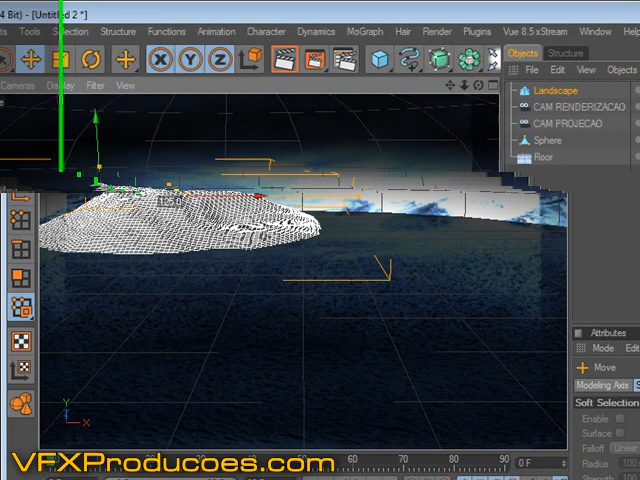 4 Bit) - [Untitled 2 *]
Tools Selection Structure Functions Animation Character Dynamics MoGraph Hair Render Plugins Vue 8.5 xStream Window Help
X Y Z
Objects Structure
File Edit View Objects
Cameras Display Filter View
Landscape
CAM RENDERIZACAO
CAM PROJECAO
Sphere
Floor
125.0
Attributes
Mode Edit
Move
Modeling Axis
Soft Selection
Enable
Surface
Falloff Linear
Radius 100
Y
X
VFXProducoes.com
50 60 70 80 90
0 F